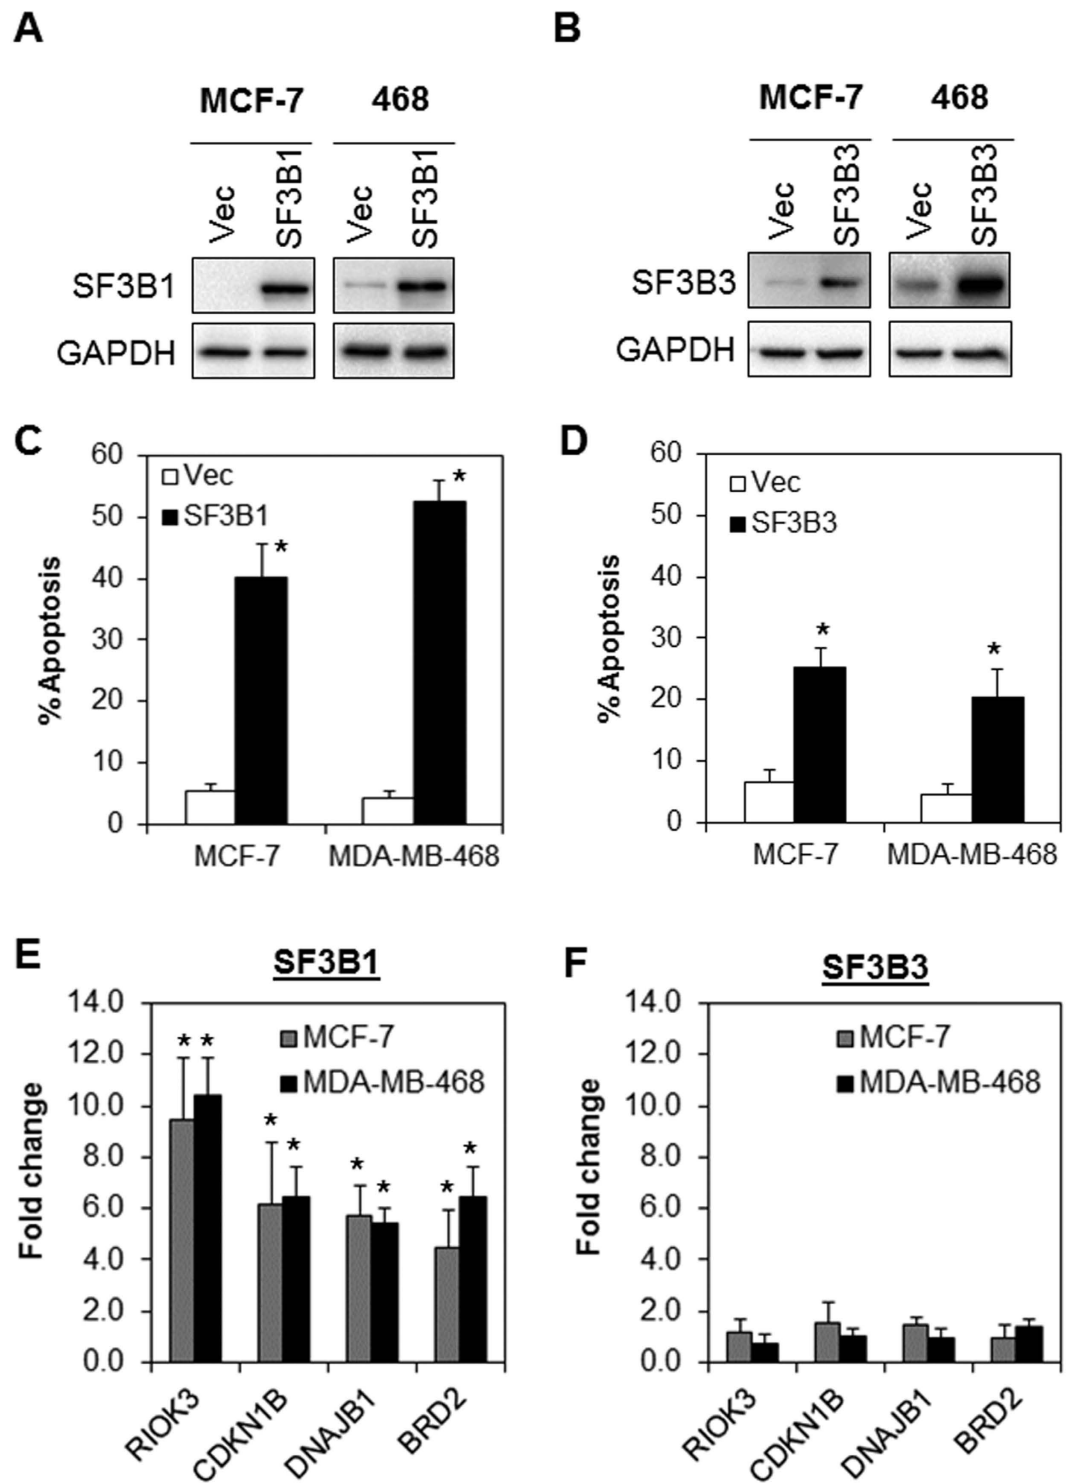 A
MCF-7 468
Vec SF3B1 Vec SF3B1
SF3B1
GAPDH
B
MCF-7 468
Vec SF3B3 Vec SF3B3
SF3B3
GAPDH
C
60
50
40
30
20
10
0
% Apoptosis
Vec
SF3B1
* *
MCF-7 MDA-MB-468
D
60
50
40
30
20
10
0
% Apoptosis
Vec
SF3B3
* *
MCF-7 MDA-MB-468
E
SF3B1
14.0
12.0
10.0
8.0
6.0
4.0
2.0
0.0
Fold change
MCF-7
MDA-MB-468
* * * * * * * *
RIOK3 CDKN1B DNAJB1 BRD2
F
SF3B3
14.0
12.0
10.0
8.0
6.0
4.0
2.0
0.0
Fold change
MCF-7
MDA-MB-468
RIOK3 CDKN1B DNAJB1 BRD2